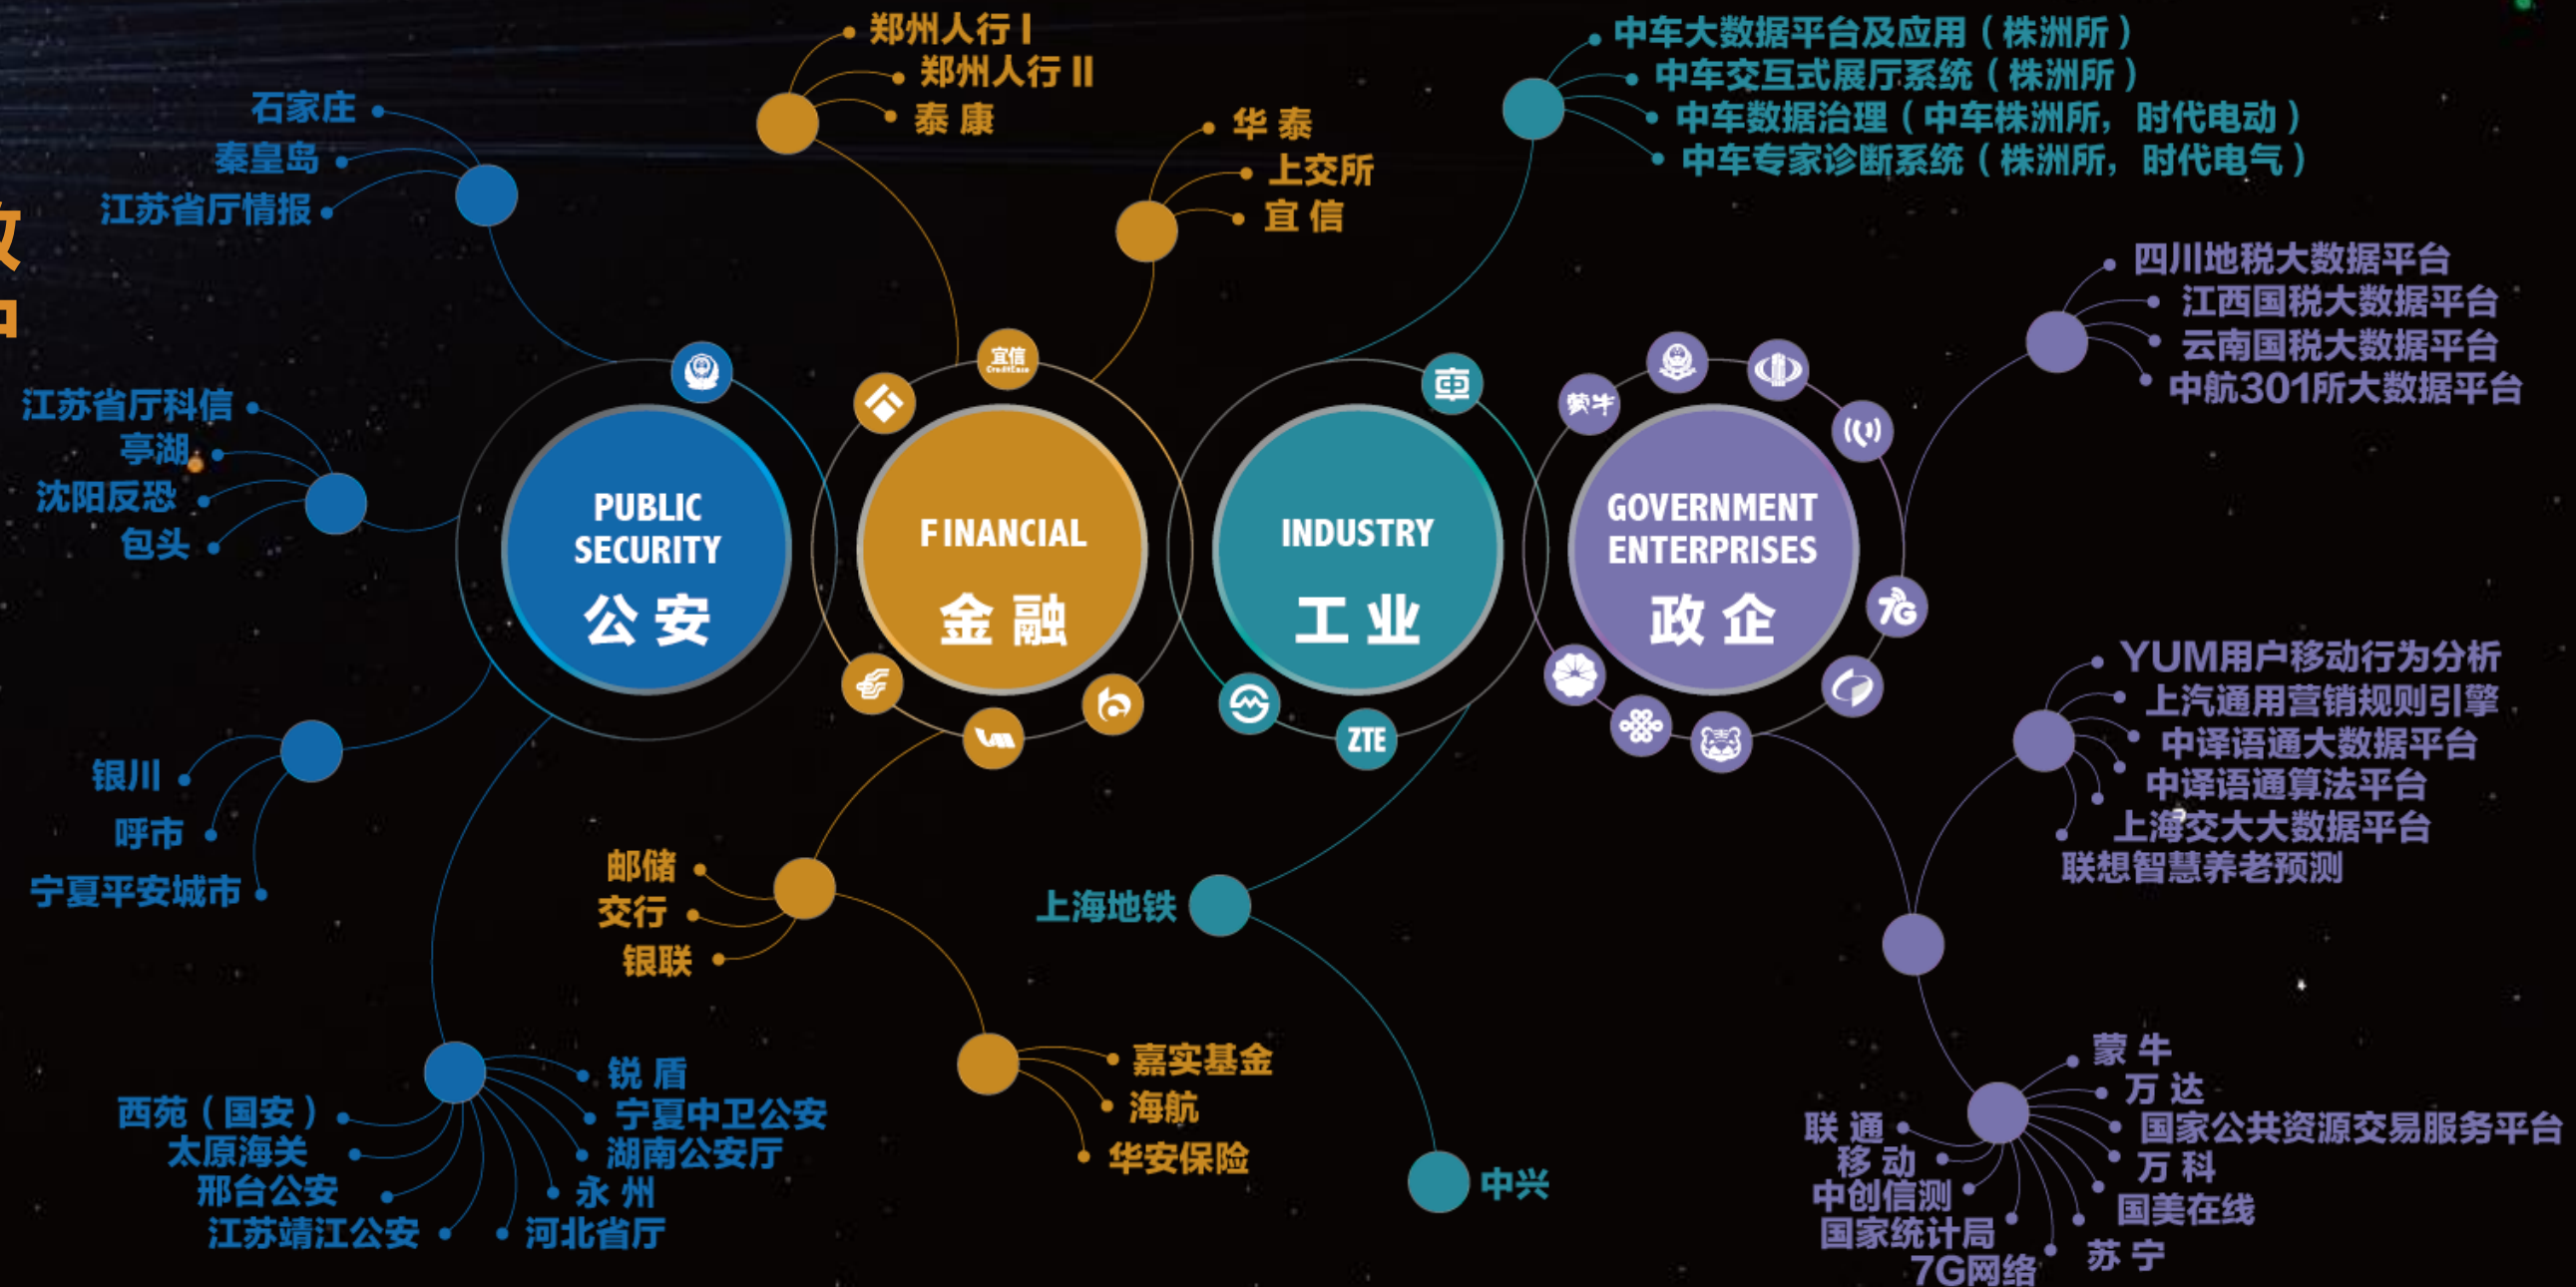 石家庄
秦皇岛
江苏省厅情报
江苏省厅科信
亭湖
沈阳反恐
包头
银川
呼市
宁夏平安城市
西苑（国安）
太原海关
邢台公安
江苏靖江公安
锐 盾
宁夏中卫公安
湖南公安厅
永 州
河北省厅
PUBLIC
SECURITY
公 安
郑州人行 I
郑州人行 II
泰 康
华 泰
上交所
宜 信
宜信
CreditEase
FINANCIAL
金 融
邮储
交行
银联
嘉实基金
海航
华安保险
中车大数据平台及应用（株洲所）
中车交互式展厅系统（株洲所）
中车数据治理（中车株洲所，时代电动）
中车专家诊断系统（株洲所，时代电气）
INDUSTRY
工 业
ZTE
上海地铁
中兴
蒙牛
GOVERNMENT
ENTERPRISES
政 企
7G
四川地税大数据平台
江西国税大数据平台
云南国税大数据平台
中航301所大数据平台
YUM用户移动行为分析
上汽通用营销规则引擎
中译语通大数据平台
中译语通算法平台
上海交大大数据平台
联想智慧养老预测
蒙 牛
万 达
国家公共资源交易服务平台
万 科
国美在线
苏 宁
联 通
移 动
中创信测
国家统计局
7G网络